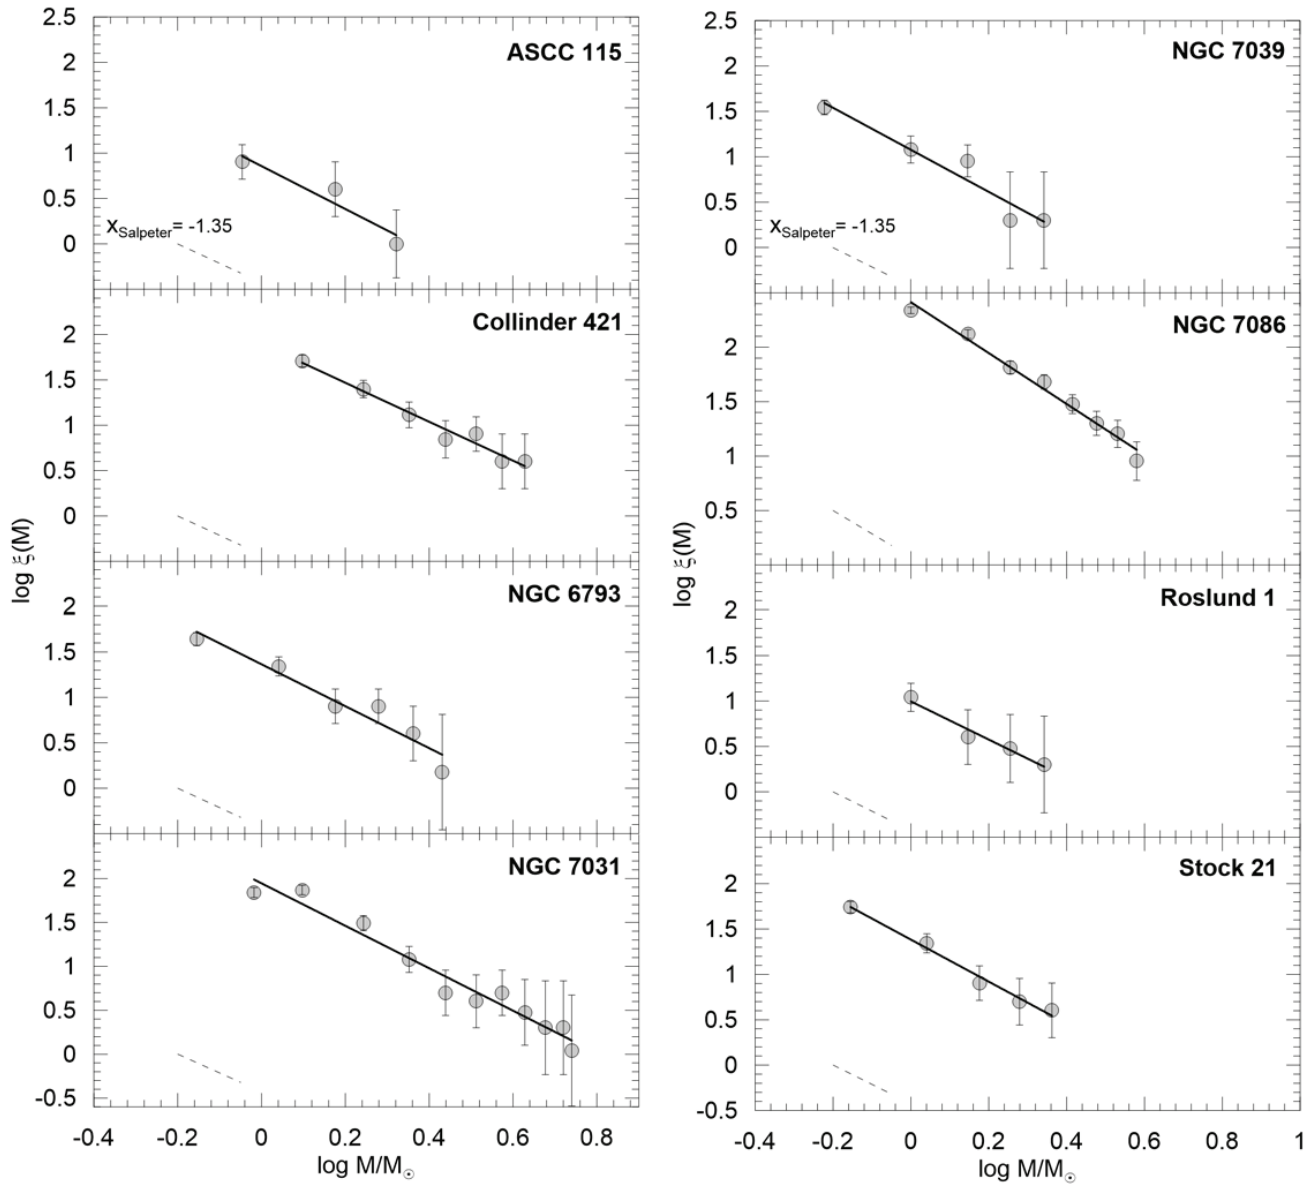 2.5
2
1.5
1
0.5
0
ASCC 115
xSalpeter= -1.35
2
1.5
1
0.5
0
Collinder 421
2
1.5
1
0.5
0
NGC 6793
2
1.5
1
0.5
0
-0.5
NGC 7031
log ξ(M)
-0.4 -0.2 0 0.2 0.4 0.6 0.8
log M/M☉
2.5
2
1.5
1
0.5
0
NGC 7039
xSalpeter= -1.35
2
1.5
1
0.5
NGC 7086
2
1.5
1
0.5
0
Roslund 1
2
1.5
1
0.5
0
-0.5
Stock 21
log ξ(M)
-0.4 -0.2 0 0.2 0.4 0.6 0.8 1
log M/M☉